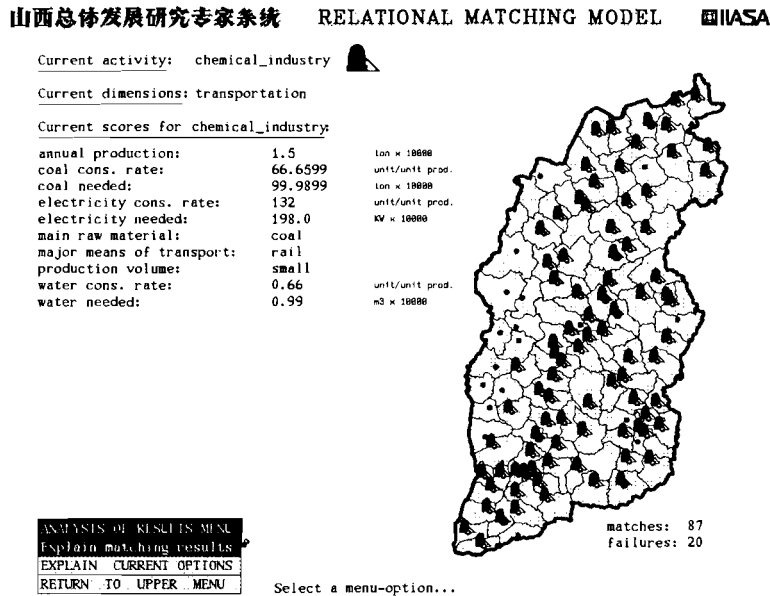 山西总体发展研究专家系统 RELATIONAL MATCHING MODEL IIASA
Current activity: chemical_industry
Current dimensions: transportation
Current scores for chemical_industry:
annual production: 1.5 ton × 10000
coal cons. rate: 66.6599 unit/unit prod.
coal needed: 99.9899 ton × 10000
electricity cons. rate: 132 unit/unit prod.
electricity needed: 198.0 KW × 10000
main raw material: coal
major means of transport: rail
production volume: small
water cons. rate: 0.66 unit/unit prod.
water needed: 0.99 m3 × 10000
matches: 87
failures: 20
ANALYSIS OF RESULTS MENU
Explain matching results
EXPLAIN CURRENT OPTIONS
RETURN TO UPPER MENU
Select a menu-option...